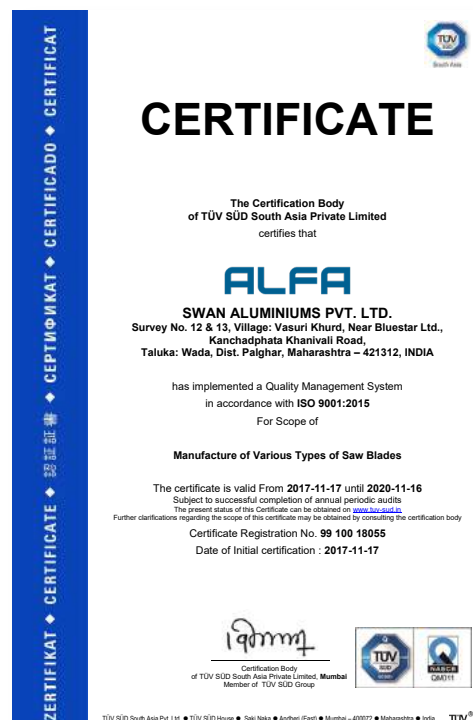 ZERTIFIKAT ◆ CERTIFICATE ◆ 認証証書 ◆ СЕРТИФИКАТ ◆ CERTIFICADO ◆ CERTIFICAT
TÜV
SÜD
South Asia
CERTIFICATE
The Certification Body
of TÜV SÜD South Asia Private Limited
certifies that
ALFA
SWAN ALUMINIUMS PVT. LTD.
Survey No. 12 & 13, Village: Vasuri Khurd, Near Bluestar Ltd.,
Kanchadphata Khanivali Road,
Taluka: Wada, Dist. Palghar, Maharashtra – 421312, INDIA
has implemented a Quality Management System
in accordance with ISO 9001:2015
For Scope of
Manufacture of Various Types of Saw Blades
The certificate is valid From 2017-11-17 until 2020-11-16
Subject to successful completion of annual periodic audits
The present status of this Certificate can be obtained on www.tuv-sud.in
Further clarifications regarding the scope of this certificate may be obtained by consulting the certification body
Certificate Registration No. 99 100 18055
Date of Initial certification : 2017-11-17
Certification Body
of TÜV SÜD South Asia Private Limited, Mumbai
Member of TÜV SÜD Group
TÜV
SÜD
NABCB
QM011
TÜV SÜD South Asia Pvt. Ltd. ● TÜV SÜD House ● Saki Naka ● Andheri (East) ● Mumbai – 400072 ● Maharashtra ● India
TÜV®